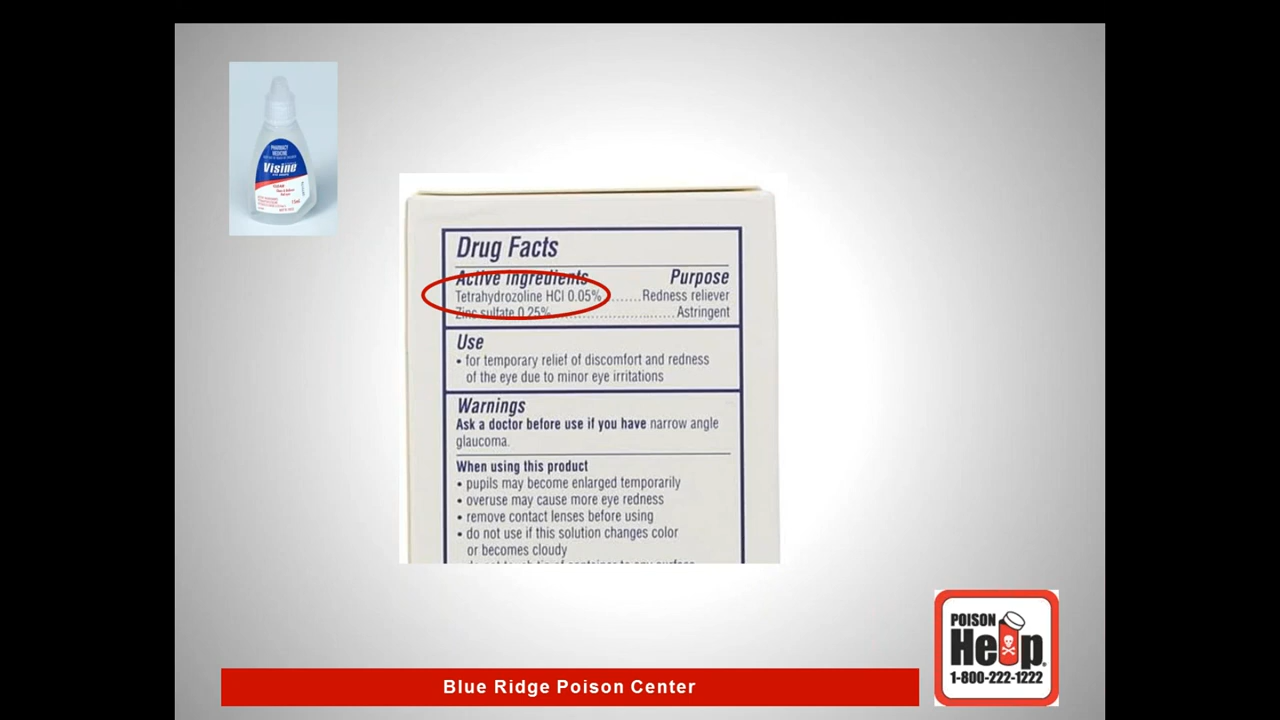 PHARMACY
MEDICINE
Visine
Drug Facts
Active Ingredients Purpose
Tetrahydrozoline HCl 0.05%........Redness reliever
Zinc sulfate 0.25%..............................Astringent
Use
• for temporary relief of discomfort and redness
of the eye due to minor eye irritations
Warnings
Ask a doctor before use if you have narrow angle
glaucoma.
When using this product
• pupils may become enlarged temporarily
• overuse may cause more eye redness
• remove contact lenses before using
• do not use if this solution changes color
or becomes cloudy
POISON
Help
1-800-222-1222
Blue Ridge Poison Center